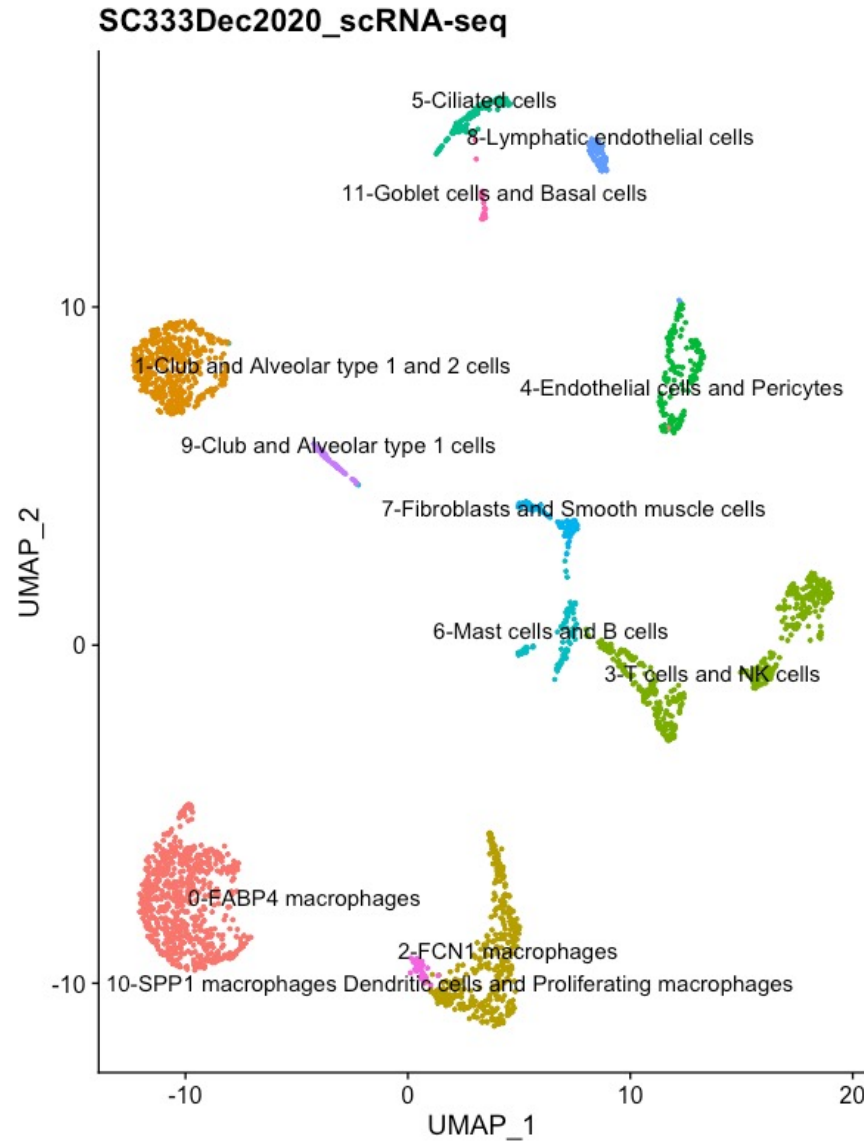 SC333Dec2020_scRNA-seq
5-Ciliated cells
8-Lymphatic endothelial cells
11-Goblet cells and Basal cells
10
1-Club and Alveolar type 1 and 2 cells
4-Endothelial cells and Pericytes
9-Club and Alveolar type 1 cells
7-Fibroblasts and Smooth muscle cells
UMAP_2
0
6-Mast cells and B cells
3-T cells and NK cells
0-FABP4 macrophages
2-FCN1 macrophages
-10
10-SPP1 macrophages Dendritic cells and Proliferating macrophages
-10 0 10 20
UMAP_1